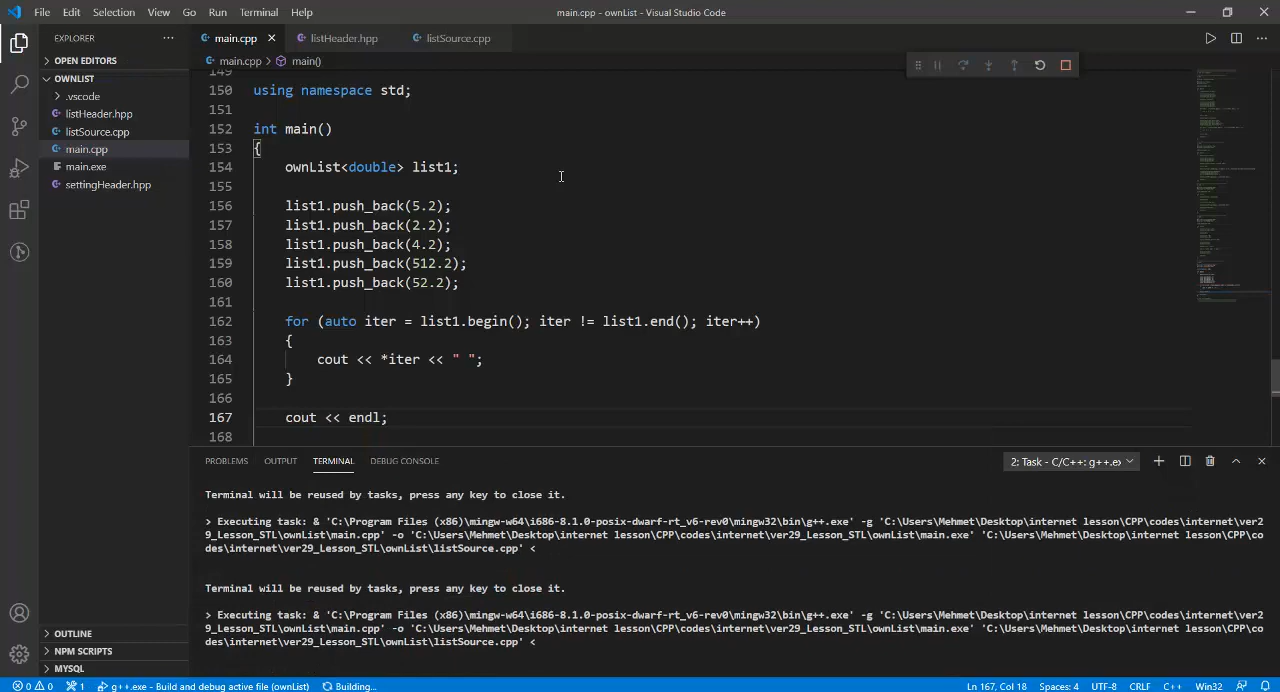 File Edit Selection View Go Run Terminal Help
main.cpp - ownList - Visual Studio Code
EXPLORER
OPEN EDITORS
OWNLIST
.vscode
listHeader.hpp
listSource.cpp
main.cpp
main.exe
settingHeader.hpp
OUTLINE
NPM SCRIPTS
MYSQL
main.cpp listHeader.hpp listSource.cpp
main.cpp > main()
149
150 using namespace std;
151
152 int main()
153 {
154 ownList<double> list1;
155
156 list1.push_back(5.2);
157 list1.push_back(2.2);
158 list1.push_back(4.2);
159 list1.push_back(512.2);
160 list1.push_back(52.2);
161
162 for (auto iter = list1.begin(); iter != list1.end(); iter++)
163 {
164 cout << *iter << " ";
165 }
166
167 cout << endl;
168
PROBLEMS OUTPUT TERMINAL DEBUG CONSOLE
2: Task - C/C++: g++.ex
Terminal will be reused by tasks, press any key to close it.
> Executing task: & 'C:\Program Files (x86)\mingw-w64\i686-8.1.0-posix-dwarf-rt_v6-rev0\mingw32\bin\g++.exe' -g 'C:\Users\Mehmet\Desktop\internet lesson\CPP\codes\internet\ver2
9_Lesson_STL\ownList\main.cpp' -o 'C:\Users\Mehmet\Desktop\internet lesson\CPP\codes\internet\ver29_Lesson_STL\ownList\main.exe' 'C:\Users\Mehmet\Desktop\internet lesson\CPP\co
des\internet\ver29_Lesson_STL\ownList\listSource.cpp' <
Terminal will be reused by tasks, press any key to close it.
> Executing task: & 'C:\Program Files (x86)\mingw-w64\i686-8.1.0-posix-dwarf-rt_v6-rev0\mingw32\bin\g++.exe' -g 'C:\Users\Mehmet\Desktop\internet lesson\CPP\codes\internet\ver2
9_Lesson_STL\ownList\main.cpp' -o 'C:\Users\Mehmet\Desktop\internet lesson\CPP\codes\internet\ver29_Lesson_STL\ownList\main.exe' 'C:\Users\Mehmet\Desktop\internet lesson\CPP\co
des\internet\ver29_Lesson_STL\ownList\listSource.cpp' <
0 0 1 g++.exe - Build and debug active file (ownList) Building... Ln 167, Col 18 Spaces: 4 UTF-8 CRLF C++ Win32